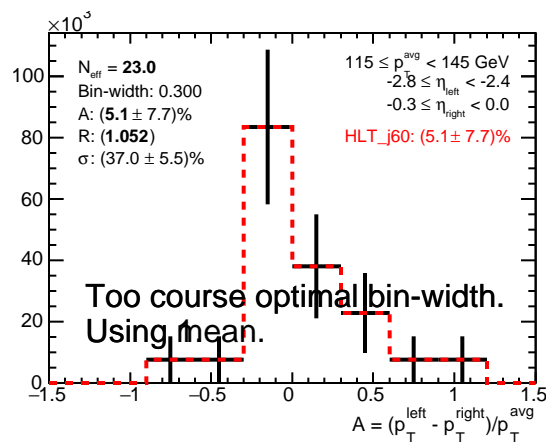 ×10³
N_eff = 23.0
Bin-width: 0.300
A: (5.1 ± 7.7)%
R: (1.052)
σ: (37.0 ± 5.5)%
115 ≤ p_T^avg < 145 GeV
-2.8 ≤ η_left < -2.4
-0.3 ≤ η_right < 0.0
HLT_j60: (5.1± 7.7)%
100
80
60
40
20
0
Too course optimal bin-width.
Using mean.
−1.5 −1 −0.5 0 0.5 1 1.5
A = (p_T^left - p_T^right)/p_T^avg